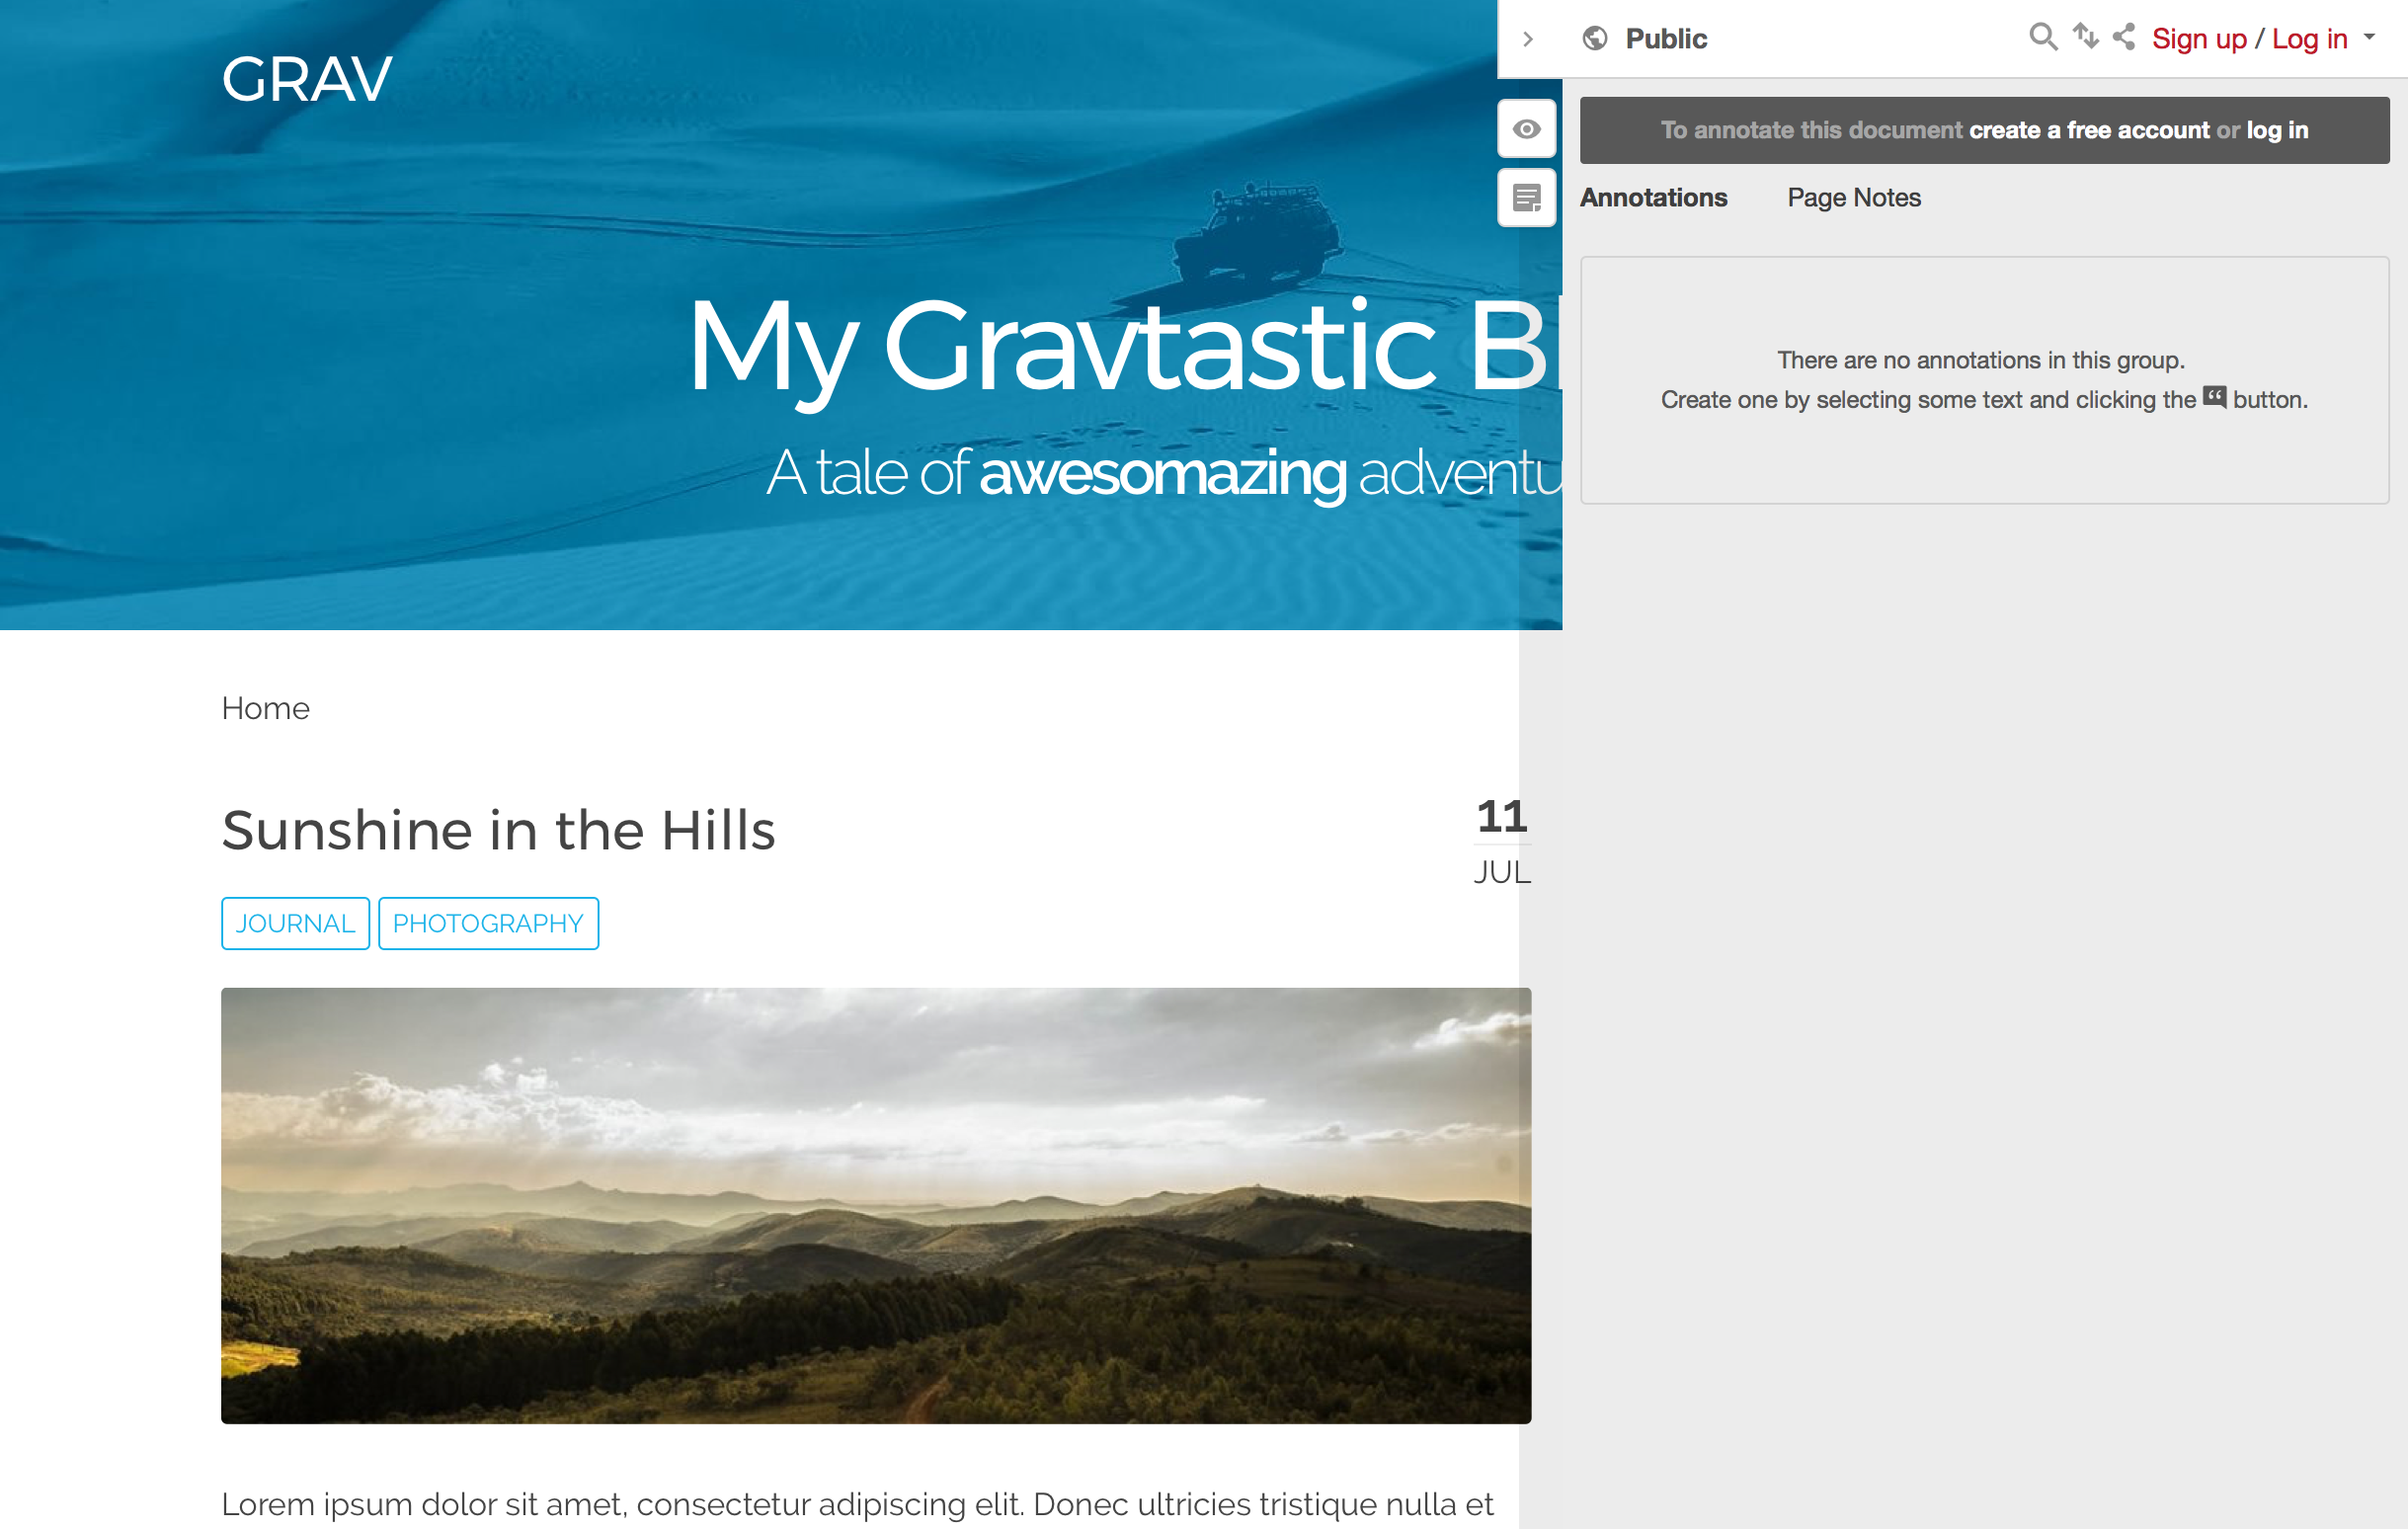 GRAV
My Gravtastic
A tale of awesomazing
Home
Sunshine in the Hills
11
JUL
JOURNAL
PHOTOGRAPHY
Lorem ipsum dolor sit amet, consectetur adipiscing elit. Donec ultricies tristique nulla et
Public
Sign up / Log in
To annotate this document create a free account or log in
Annotations
Page Notes
There are no annotations in this group.
Create one by selecting some text and clicking the button.